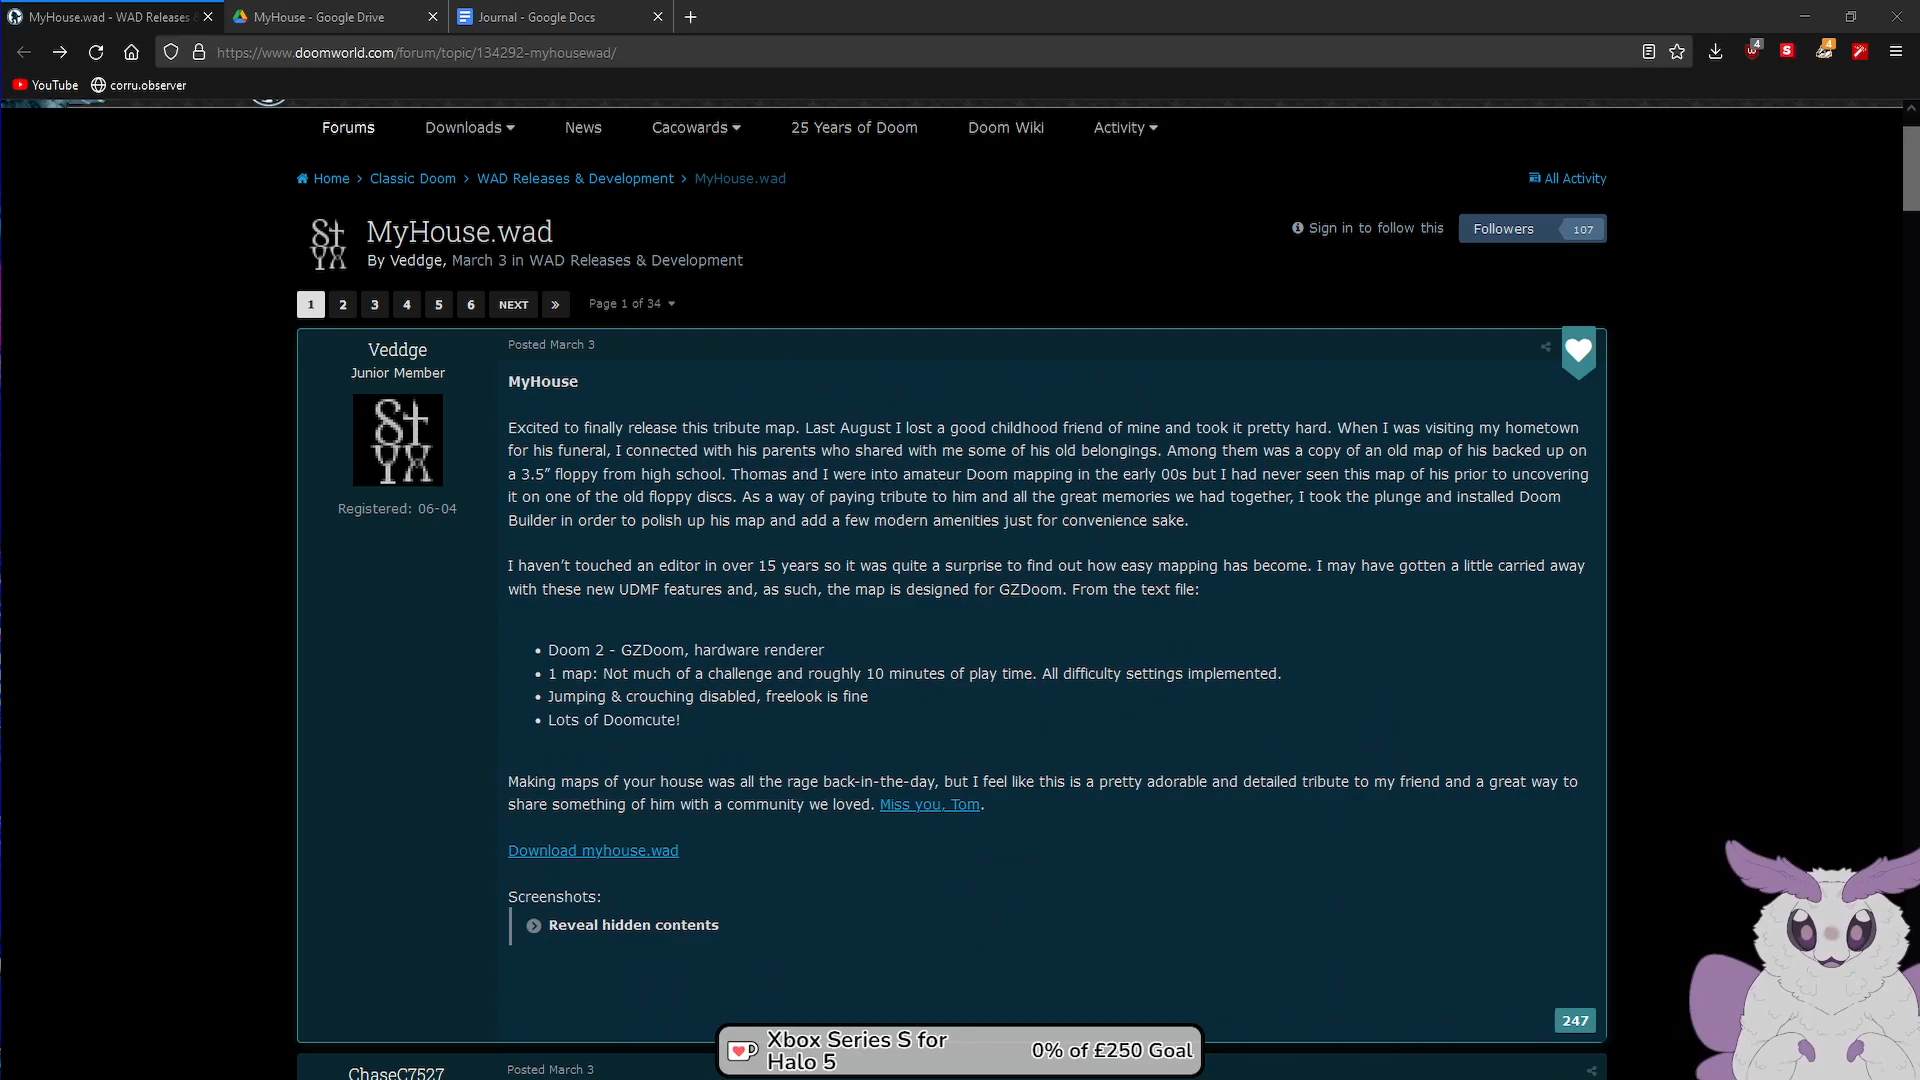 MyHouse.wad - WAD Releases
MyHouse - Google Drive
Journal - Google Docs
https://www.doomworld.com/forum/topic/134292-myhousewad/
4
4
YouTube
corru.observer
Forums
Downloads
News
Cacowards
25 Years of Doom
Doom Wiki
Activity
Home > Classic Doom > WAD Releases & Development > MyHouse.wad
All Activity
MyHouse.wad
By Veddge, March 3 in WAD Releases & Development
Sign in to follow this
Followers 107
1 2 3 4 5 6 NEXT » Page 1 of 34
Veddge
Junior Member
Registered: 06-04
Posted March 3
MyHouse
Excited to finally release this tribute map. Last August I lost a good childhood friend of mine and took it pretty hard. When I was visiting my hometown
for his funeral, I connected with his parents who shared with me some of his old belongings. Among them was a copy of an old map of his backed up on
a 3.5” floppy from high school. Thomas and I were into amateur Doom mapping in the early 00s but I had never seen this map of his prior to uncovering
it on one of the old floppy discs. As a way of paying tribute to him and all the great memories we had together, I took the plunge and installed Doom
Builder in order to polish up his map and add a few modern amenities just for convenience sake.
I haven’t touched an editor in over 15 years so it was quite a surprise to find out how easy mapping has become. I may have gotten a little carried away
with these new UDMF features and, as such, the map is designed for GZDoom. From the text file:
• Doom 2 - GZDoom, hardware renderer
• 1 map: Not much of a challenge and roughly 10 minutes of play time. All difficulty settings implemented.
• Jumping & crouching disabled, freelook is fine
• Lots of Doomcute!
Making maps of your house was all the rage back-in-the-day, but I feel like this is a pretty adorable and detailed tribute to my friend and a great way to
share something of him with a community we loved. Miss you, Tom.
Download myhouse.wad
Screenshots:
Reveal hidden contents
247
Xbox Series S for
Halo 5
0% of £250 Goal
ChaseC7527
Posted March 3